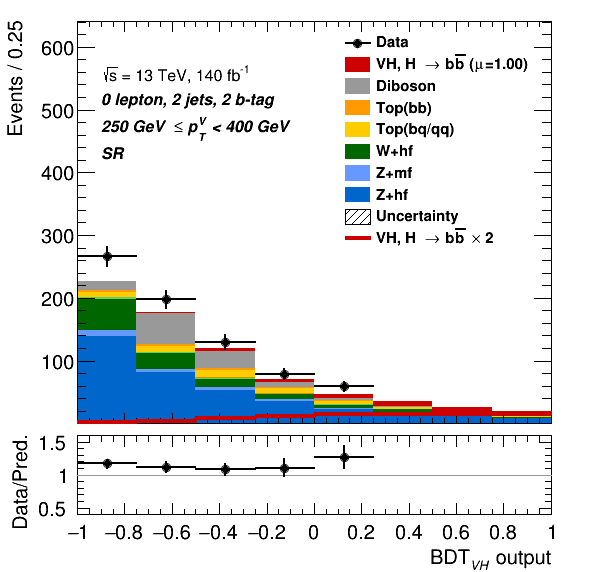 Events / 0.25
600
500
400
300
200
100
√s = 13 TeV, 140 fb⁻¹
0 lepton, 2 jets, 2 b-tag
250 GeV ≤ p_T^V < 400 GeV
SR
Data
VH, H → bb̅ (μ=1.00)
Diboson
Top(bb)
Top(bq/qq)
W+hf
Z+mf
Z+hf
Uncertainty
VH, H → bb̅ × 2
Data/Pred.
1.5
1
0.5
−1 −0.8 −0.6 −0.4 −0.2 0 0.2 0.4 0.6 0.8 1
BDT_VH output